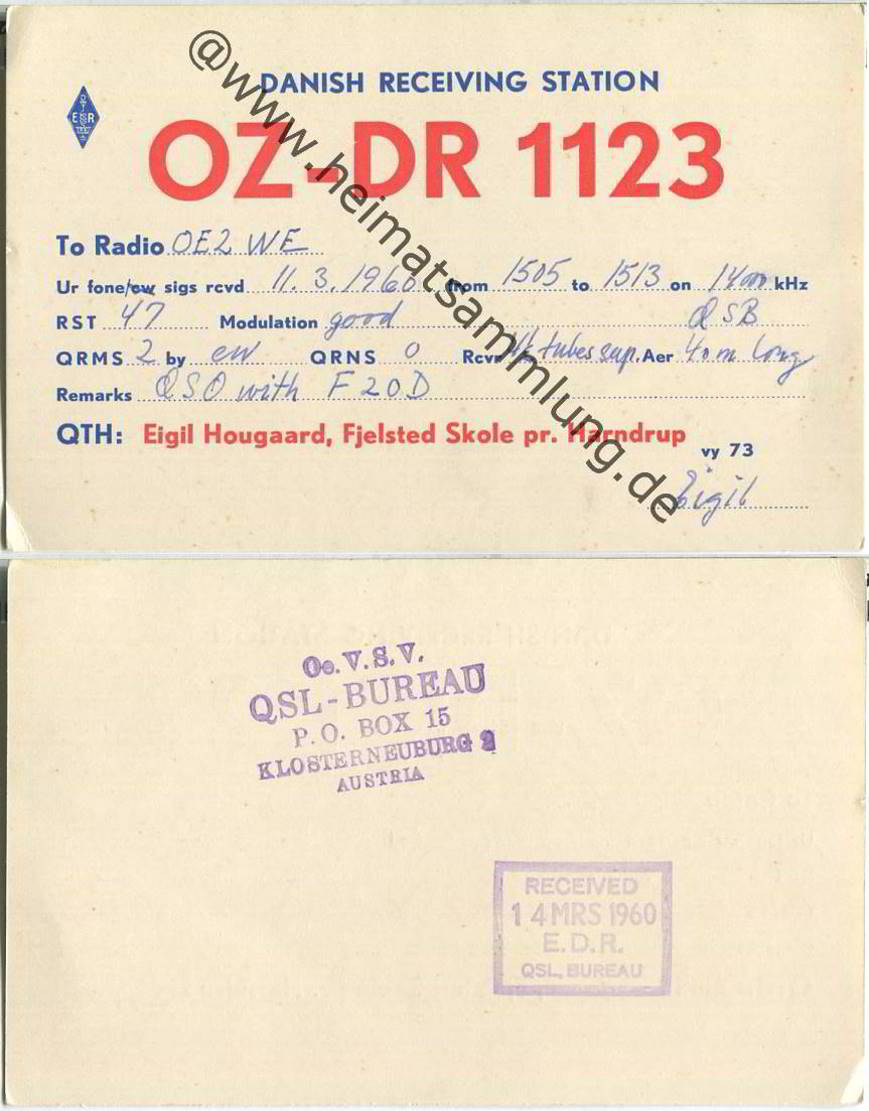 @www.heimatsammlung.de
DANISH RECEIVING STATION
OZ-DR 1123
To Radio OE2 WE
Ur fone/cw sigs rcvd 11. 3. 1960 from 1505 to 1513 on kHz
RST 47 Modulation good QSB
QRMS 2 by cw QRNS 0 Rcvr tubes sup. Aer 40 m long
Remarks QSO with F2OD
QTH: Eigil Hougaard, Fjelsted Skole pr. Harndrup
vy 73
Eigil
Oe. V. S. V.
QSL-BUREAU
P. O. BOX 15
KLOSTERNEUBURG 2
AUSTRIA
RECEIVED
14 MRS 1960
E.D.R.
QSL, BUREAU